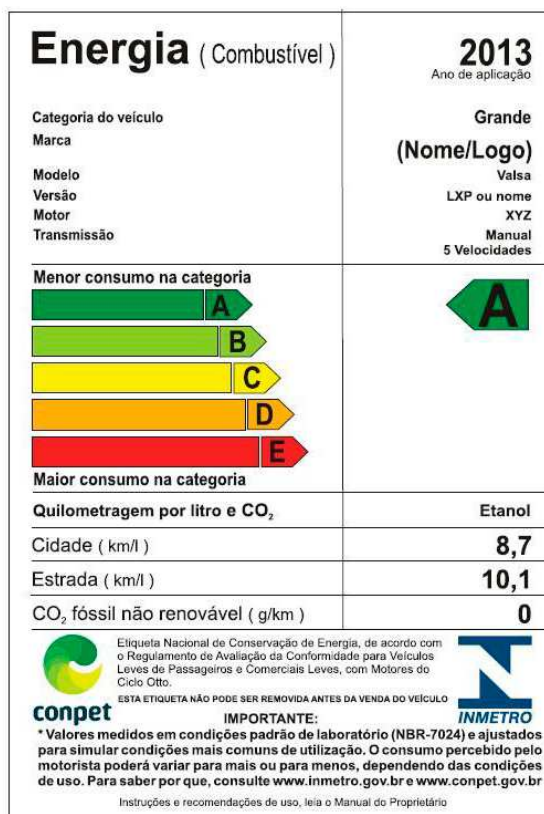 Energia ( Combustível ) 2013
Ano de aplicação
Categoria do veículo Grande
Marca (Nome/Logo)
Modelo Valsa
Versão LXP ou nome
Motor XYZ
Transmissão Manual
5 Velocidades
Menor consumo na categoria
A A
B
C
D
E
Maior consumo na categoria
Quilometragem por litro e CO₂ Etanol
Cidade ( km/l ) 8,7
Estrada ( km/l ) 10,1
CO₂ fóssil não renovável ( g/km ) 0
Etiqueta Nacional de Conservação de Energia, de acordo com
o Regulamento de Avaliação da Conformidade para Veículos
Leves de Passageiros e Comerciais Leves, com Motores do
Ciclo Otto.
ESTA ETIQUETA NÃO PODE SER REMOVIDA ANTES DA VENDA DO VEÍCULO
conpet IMPORTANTE: INMETRO
* Valores medidos em condições padrão de laboratório (NBR-7024) e ajustados
para simular condições mais comuns de utilização. O consumo percebido pelo
motorista poderá variar para mais ou para menos, dependendo das condições
de uso. Para saber por que, consulte www.inmetro.gov.br e www.conpet.gov.br
Instruções e recomendações de uso, leia o Manual do Proprietário